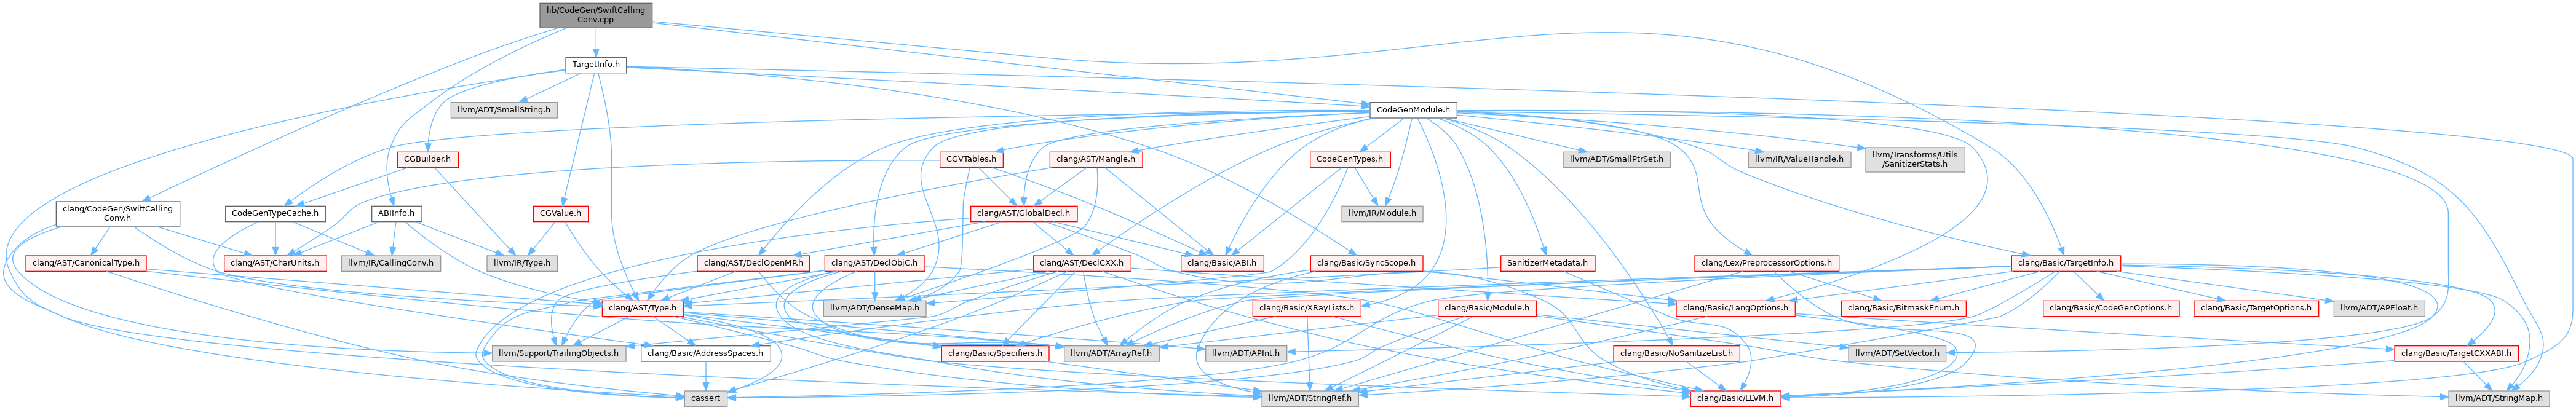 lib/CodeGen/SwiftCalling
Conv.cpp
TargetInfo.h
llvm/ADT/SmallString.h
CodeGenModule.h
CGBuilder.h
CGVTables.h
clang/AST/Mangle.h
CodeGenTypes.h
llvm/ADT/SmallPtrSet.h
llvm/IR/ValueHandle.h
llvm/Transforms/Utils
/SanitizerStats.h
clang/CodeGen/SwiftCalling
Conv.h
CodeGenTypeCache.h
ABIInfo.h
CGValue.h
clang/AST/GlobalDecl.h
llvm/IR/Module.h
clang/AST/CanonicalType.h
clang/AST/CharUnits.h
llvm/IR/CallingConv.h
llvm/IR/Type.h
clang/AST/DeclOpenMP.h
clang/AST/DeclObjC.h
clang/AST/DeclCXX.h
clang/Basic/ABI.h
clang/Basic/SyncScope.h
SanitizerMetadata.h
clang/Lex/PreprocessorOptions.h
clang/Basic/TargetInfo.h
clang/AST/Type.h
llvm/ADT/DenseMap.h
clang/Basic/XRayLists.h
clang/Basic/Module.h
clang/Basic/LangOptions.h
clang/Basic/BitmaskEnum.h
clang/Basic/CodeGenOptions.h
clang/Basic/TargetOptions.h
llvm/ADT/APFloat.h
llvm/Support/TrailingObjects.h
clang/Basic/AddressSpaces.h
clang/Basic/Specifiers.h
llvm/ADT/ArrayRef.h
llvm/ADT/APInt.h
clang/Basic/NoSanitizeList.h
llvm/ADT/SetVector.h
clang/Basic/TargetCXXABI.h
cassert
llvm/ADT/StringRef.h
clang/Basic/LLVM.h
llvm/ADT/StringMap.h